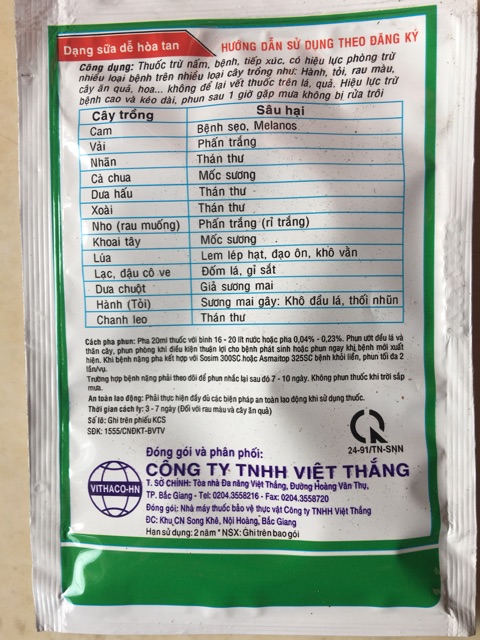 Dạng sữa dễ hòa tan
HƯỚNG DẪN SỬ DỤNG THEO ĐĂNG KÝ
Công dụng: Thuốc trừ nấm, bệnh, tiếp xúc, có hiệu lực phòng trừ
nhiều loại bệnh trên nhiều loại cây trồng như: Hành, tỏi, rau màu,
cây ăn quả, hoa... không để lại vết thuốc trên lá, quả. Hiệu lực trừ
bệnh cao và kéo dài, phun sau 1 giờ gặp mưa không bị rửa trôi
Cây trồng Sâu hại
Cam Bệnh sẹo, Melanos
Vải Phấn trắng
Nhãn Thán thư
Cà chua Mốc sương
Dưa hấu Thán thư
Xoài Thán thư
Nho (rau muống) Phấn trắng (rỉ trắng)
Khoai tây Mốc sương
Lúa Lem lép hạt, đạo ôn, khô vằn
Lạc, đậu cô ve Đốm lá, gỉ sắt
Dưa chuột Giả sương mai
Hành (Tỏi) Sương mai gây: Khô đầu lá, thối nhũn
Chanh leo Thán thư
Cách pha phun: Pha 20ml thuốc với bình 16 - 20 lít nước hoặc pha 0,04% - 0,23%. Phun ướt đều lá và
thân cây, phun phòng khi điều kiện thuận lợi cho bệnh phát sinh hoặc phun ngay khi bệnh mới xuất
hiện. Khi bệnh nặng pha kết hợp với Sosim 300SC hoặc Asmaitop 325SC bệnh khỏi liền, phun tối đa 2
lần/vụ.
Trường hợp bệnh nặng phải theo dõi để phun nhắc lại sau đó 7 - 10 ngày. Không phun thuốc khi trời sắp
mưa.
An toàn lao động: Phải thực hiện đầy đủ các biện pháp an toàn lao động khi sử dụng thuốc.
Thời gian cách ly: 3 - 7 ngày (Đối với rau màu và cây ăn quả)
Số lô: Ghi trên phiếu KCS
SĐK: 1555/CNĐKT-BVTV
24-91/TN-SNN
Đóng gói và phân phối:
CÔNG TY TNHH VIỆT THẮNG
VITHACO-HN
T. SỞ CHÍNH: Tòa nhà Đa năng Việt Thắng, Đường Hoàng Văn Thụ,
TP. Bắc Giang - Tel: 0204.3558216 - Fax: 0204.3558720
Đóng gói: Nhà máy thuốc bảo vệ thực vật Công ty TNHH Việt Thắng
ĐC: Khu CN Song Khê, Nội Hoàng, Bắc Giang
Hạn sử dụng: 2 năm * NSX: Ghi trên bao gói